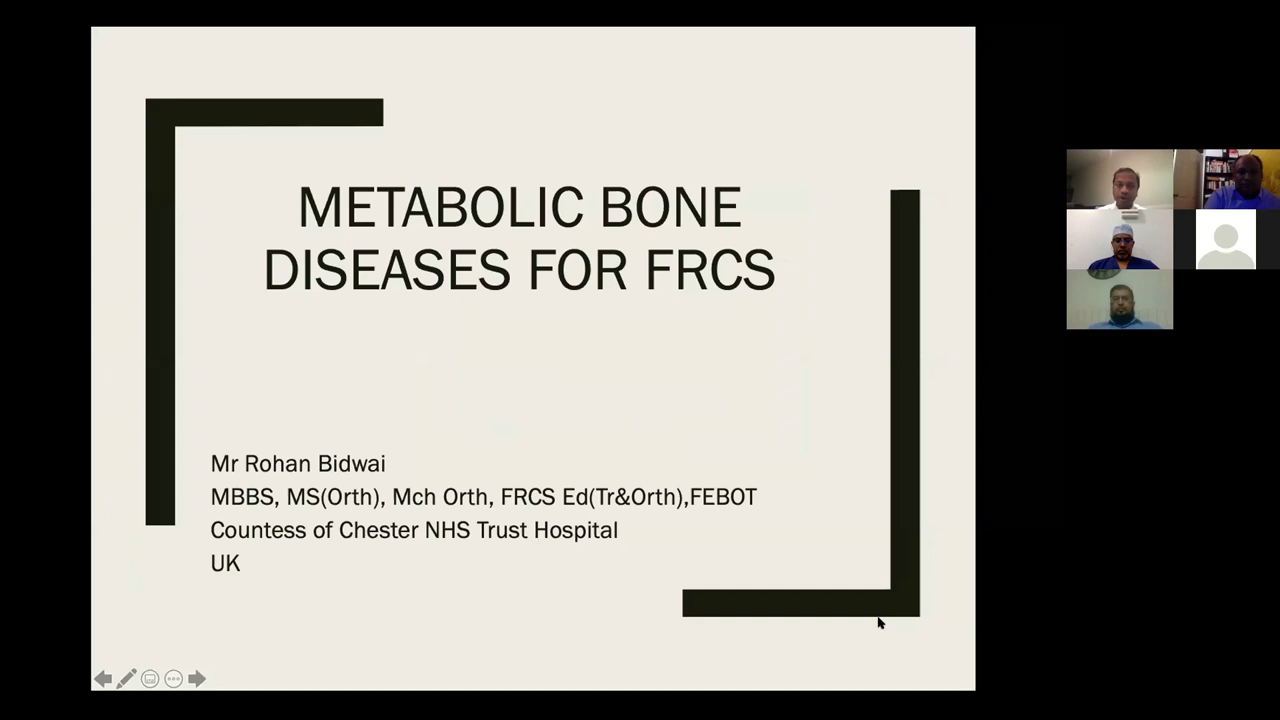 METABOLIC BONE
DISEASES FOR FRCS
Mr Rohan Bidwai
MBBS, MS(Orth), Mch Orth, FRCS Ed(Tr&Orth),FEBOT
Countess of Chester NHS Trust Hospital
UK